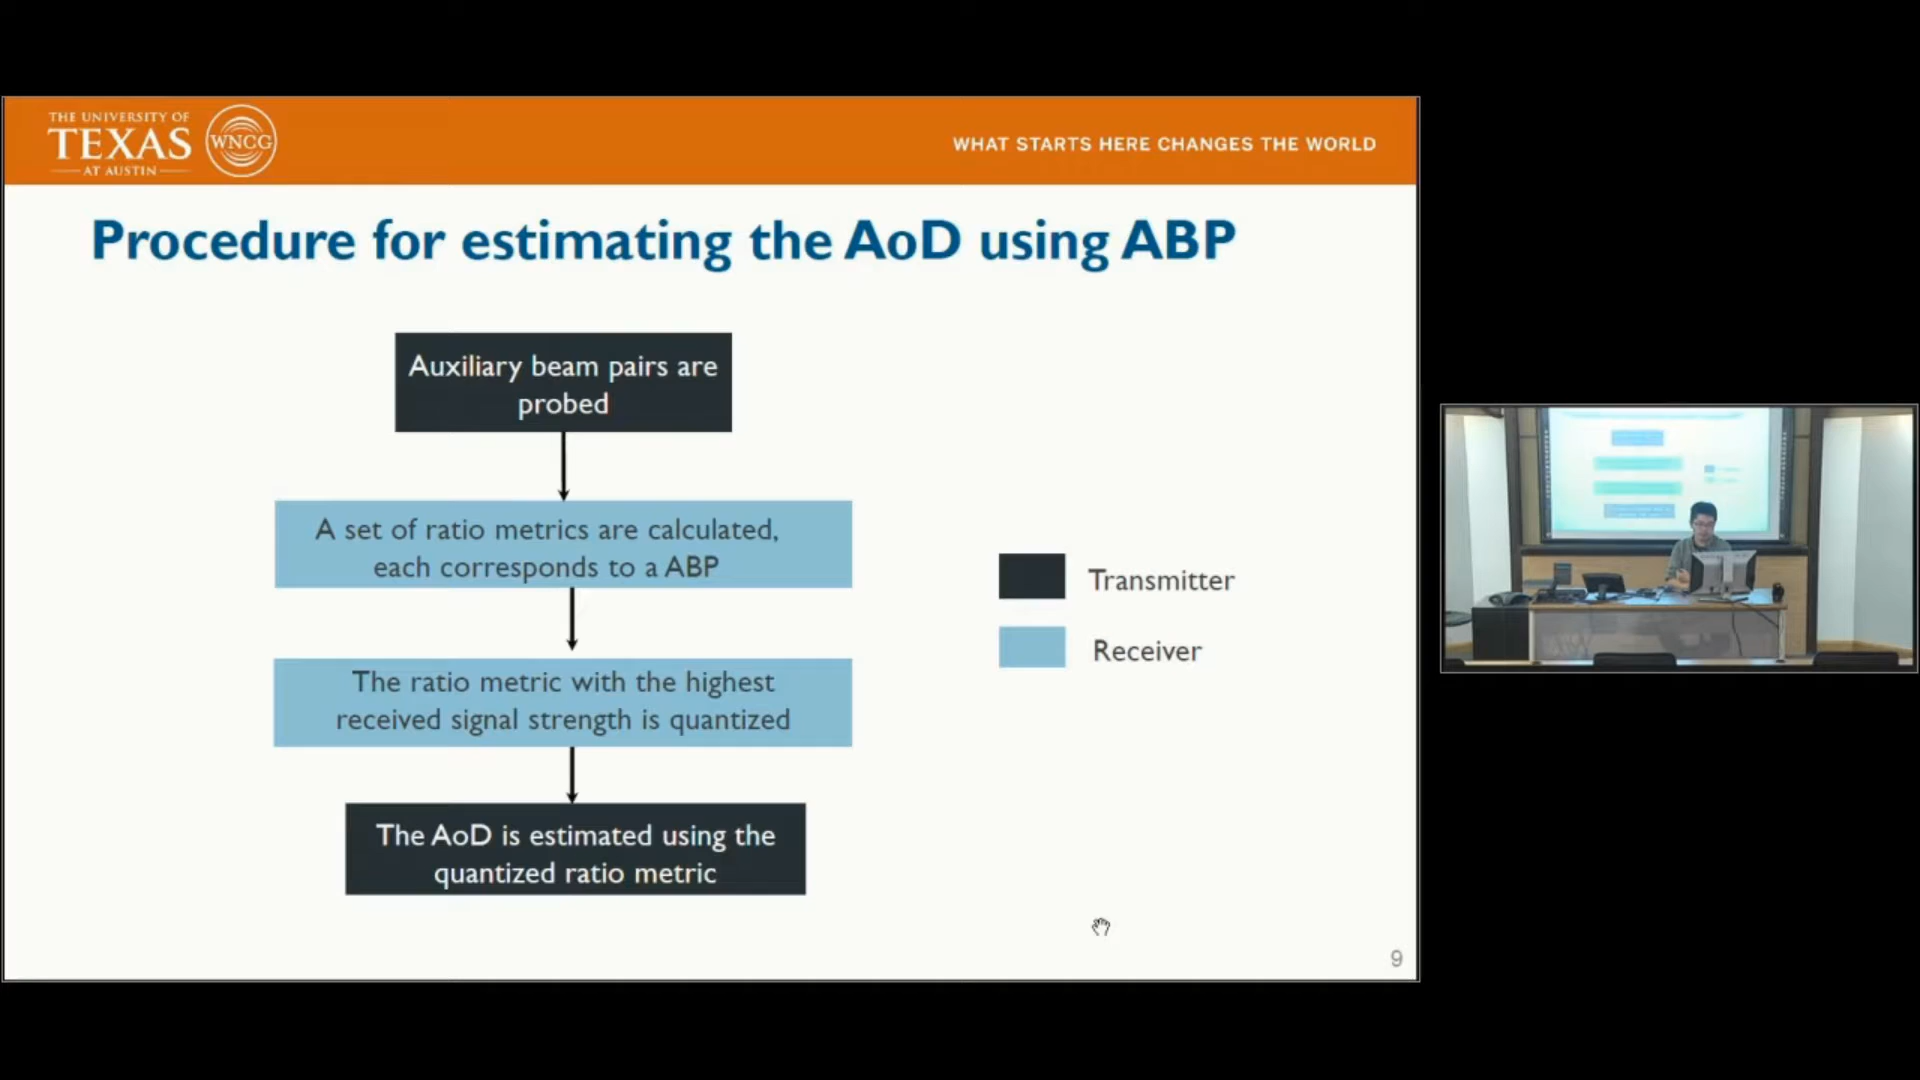 THE UNIVERSITY OF
TEXAS
AT AUSTIN
WNCG
WHAT STARTS HERE CHANGES THE WORLD
Procedure for estimating the AoD using ABP
Auxiliary beam pairs are
probed
A set of ratio metrics are calculated,
each corresponds to a ABP
The ratio metric with the highest
received signal strength is quantized
The AoD is estimated using the
quantized ratio metric
Transmitter
Receiver
9